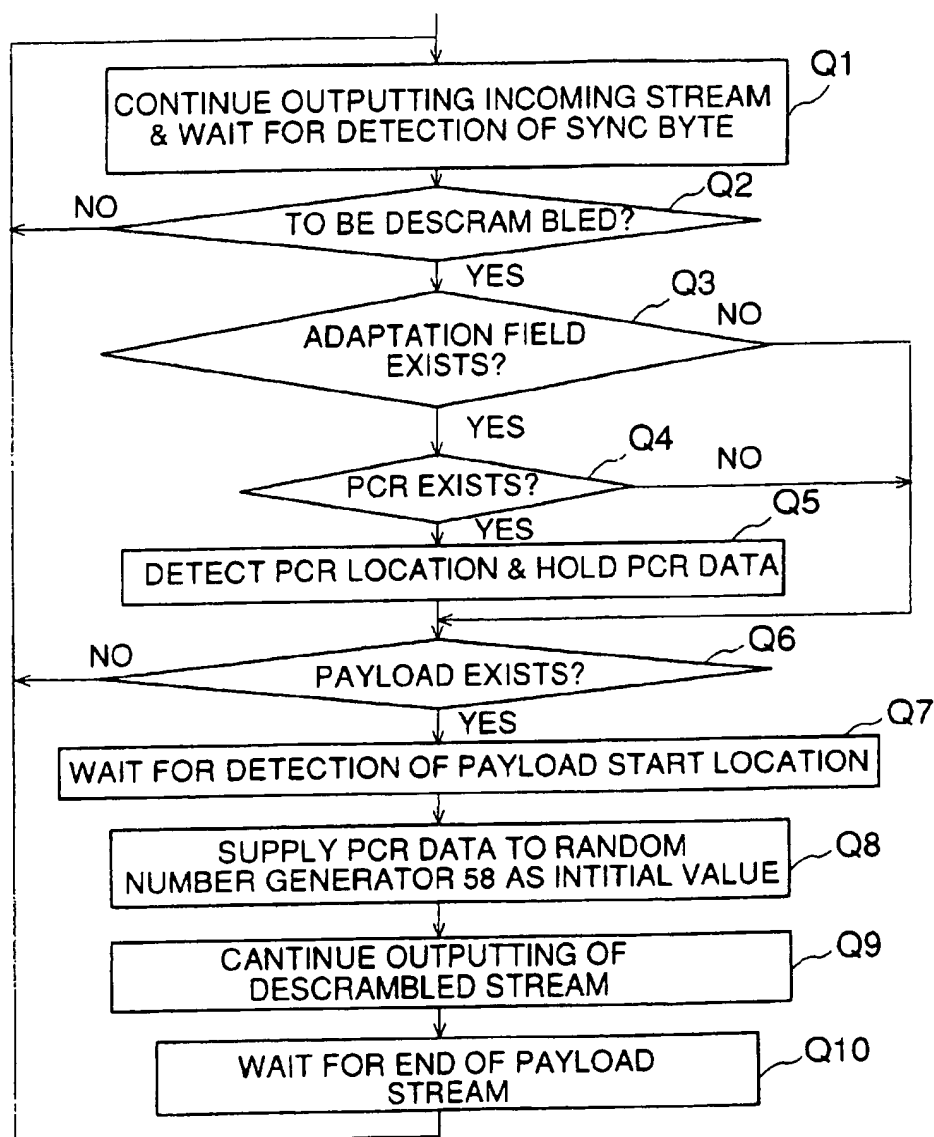 Q1
CONTINUE OUTPUTTING INCOMING STREAM
& WAIT FOR DETECTION OF SYNC BYTE
Q2
NO
TO BE DESCRAM BLED?
YES
Q3
NO
ADAPTATION FIELD
EXISTS?
YES
Q4
NO
PCR EXISTS?
YES
Q5
DETECT PCR LOCATION & HOLD PCR DATA
Q6
NO
PAYLOAD EXISTS?
YES
Q7
WAIT FOR DETECTION OF PAYLOAD START LOCATION
SUPPLY PCR DATA TO RANDOM
NUMBER GENERATOR 58 AS INTITIAL VALUE
Q8
CANTINUE OUTPUTTING OF
DESCRAMBLED STREAM
Q9
WAIT FOR END OF PAYLOAD
STREAM
Q10